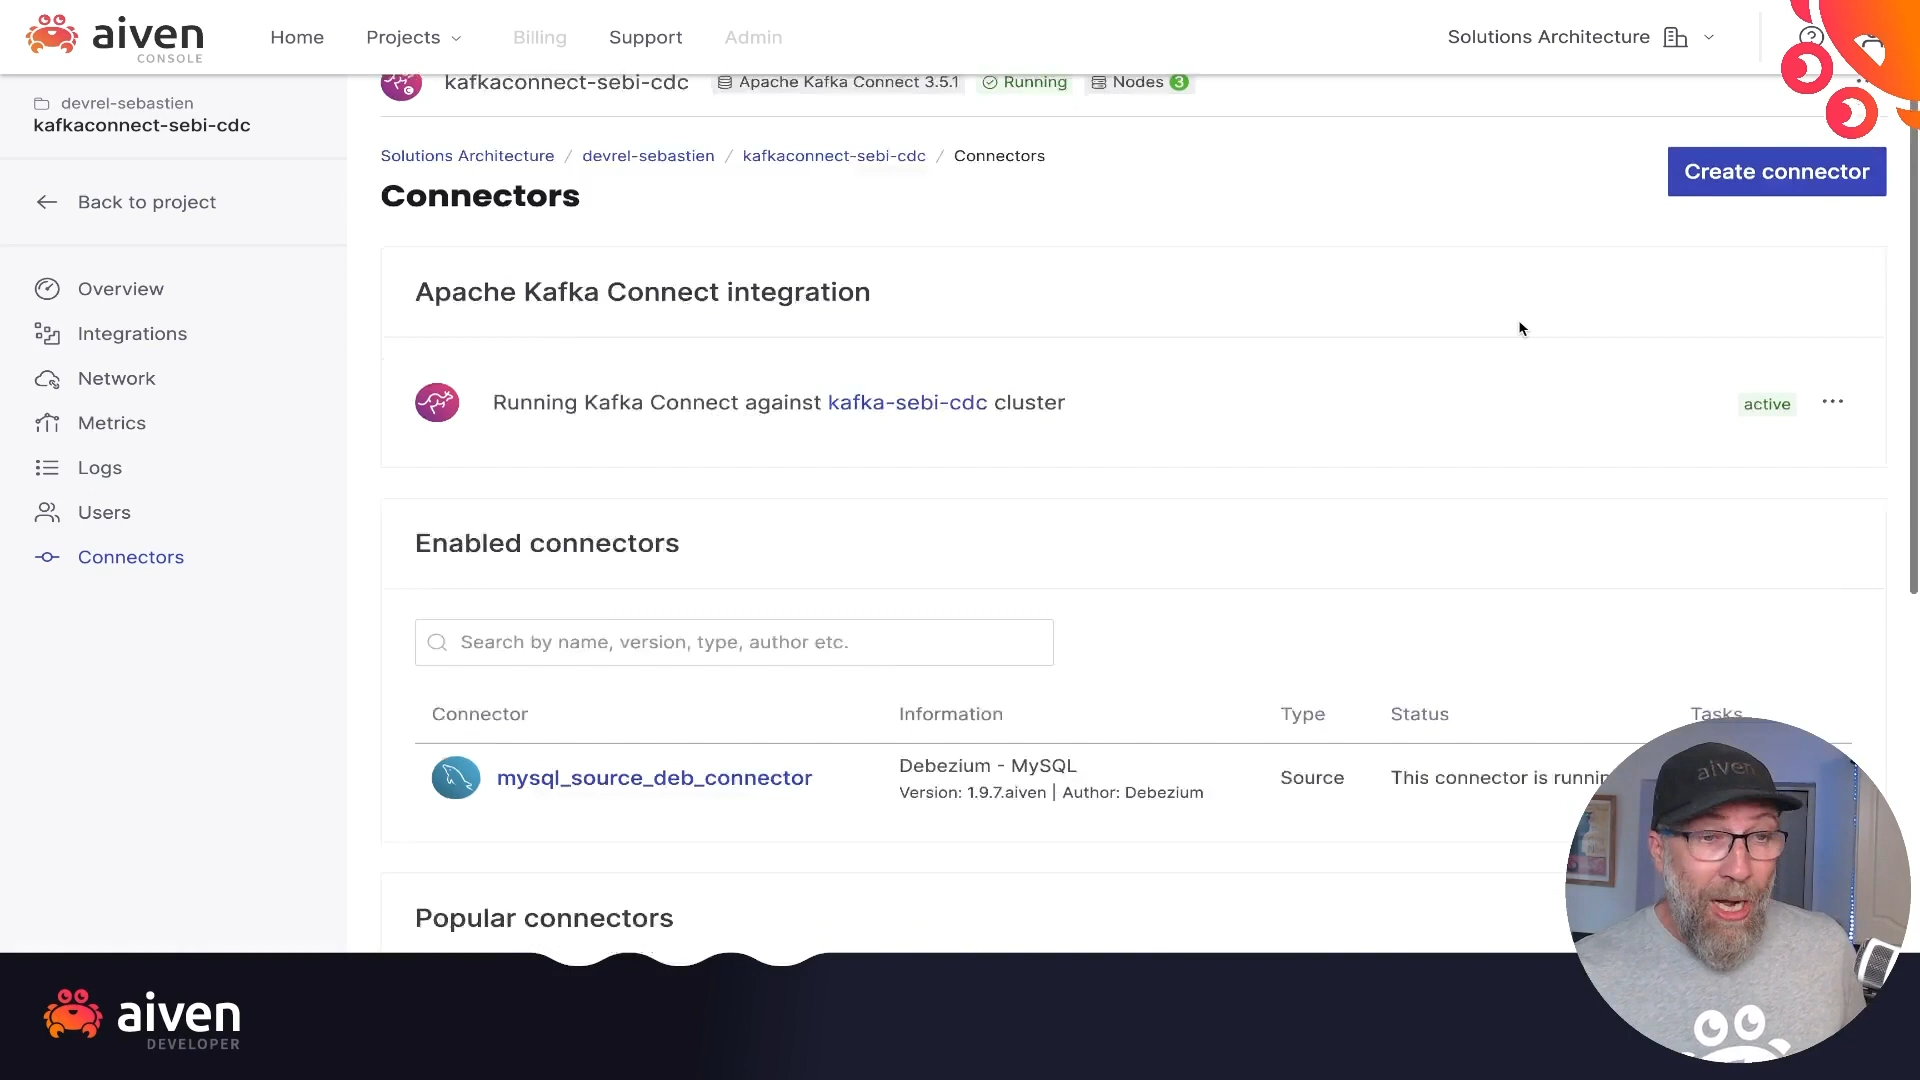 aiven
CONSOLE
Home
Projects
Billing
Support
Admin
Solutions Architecture
devrel-sebastien
kafkaconnect-sebi-cdc
Back to project
Overview
Integrations
Network
Metrics
Logs
Users
Connectors
kafkaconnect-sebi-cdc
Apache Kafka Connect 3.5.1
Running
Nodes 3
Solutions Architecture / devrel-sebastien / kafkaconnect-sebi-cdc / Connectors
Connectors
Create connector
Apache Kafka Connect integration
Running Kafka Connect against kafka-sebi-cdc cluster
active
Enabled connectors
Search by name, version, type, author etc.
Connector Information Type Status Tasks
mysql_source_deb_connector
Debezium - MySQL
Version: 1.9.7.aiven | Author: Debezium
Source
This connector is runnin
Popular connectors
aiven
aiven
DEVELOPER